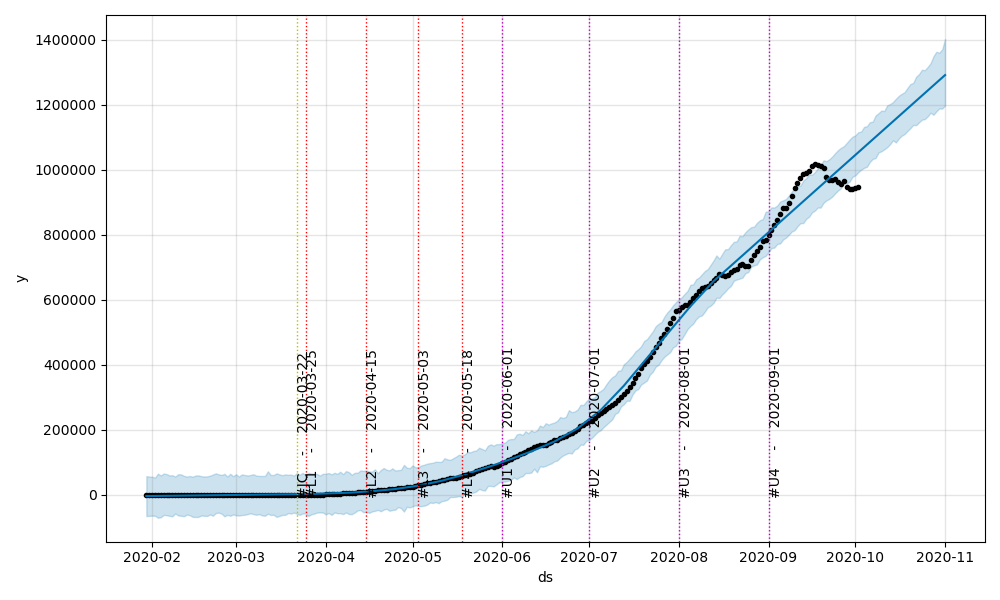 1400000
1200000
1000000
800000
600000
400000
200000
0
y
#JC - 2020-03-22
#L1 - 2020-03-25
#L2 - 2020-04-15
#L3 - 2020-05-03
#L4 - 2020-05-18
#U1 - 2020-06-01
#U2 - 2020-07-01
#U3 - 2020-08-01
#U4 - 2020-09-01
2020-02 2020-03 2020-04 2020-05 2020-06 2020-07 2020-08 2020-09 2020-10 2020-11
ds